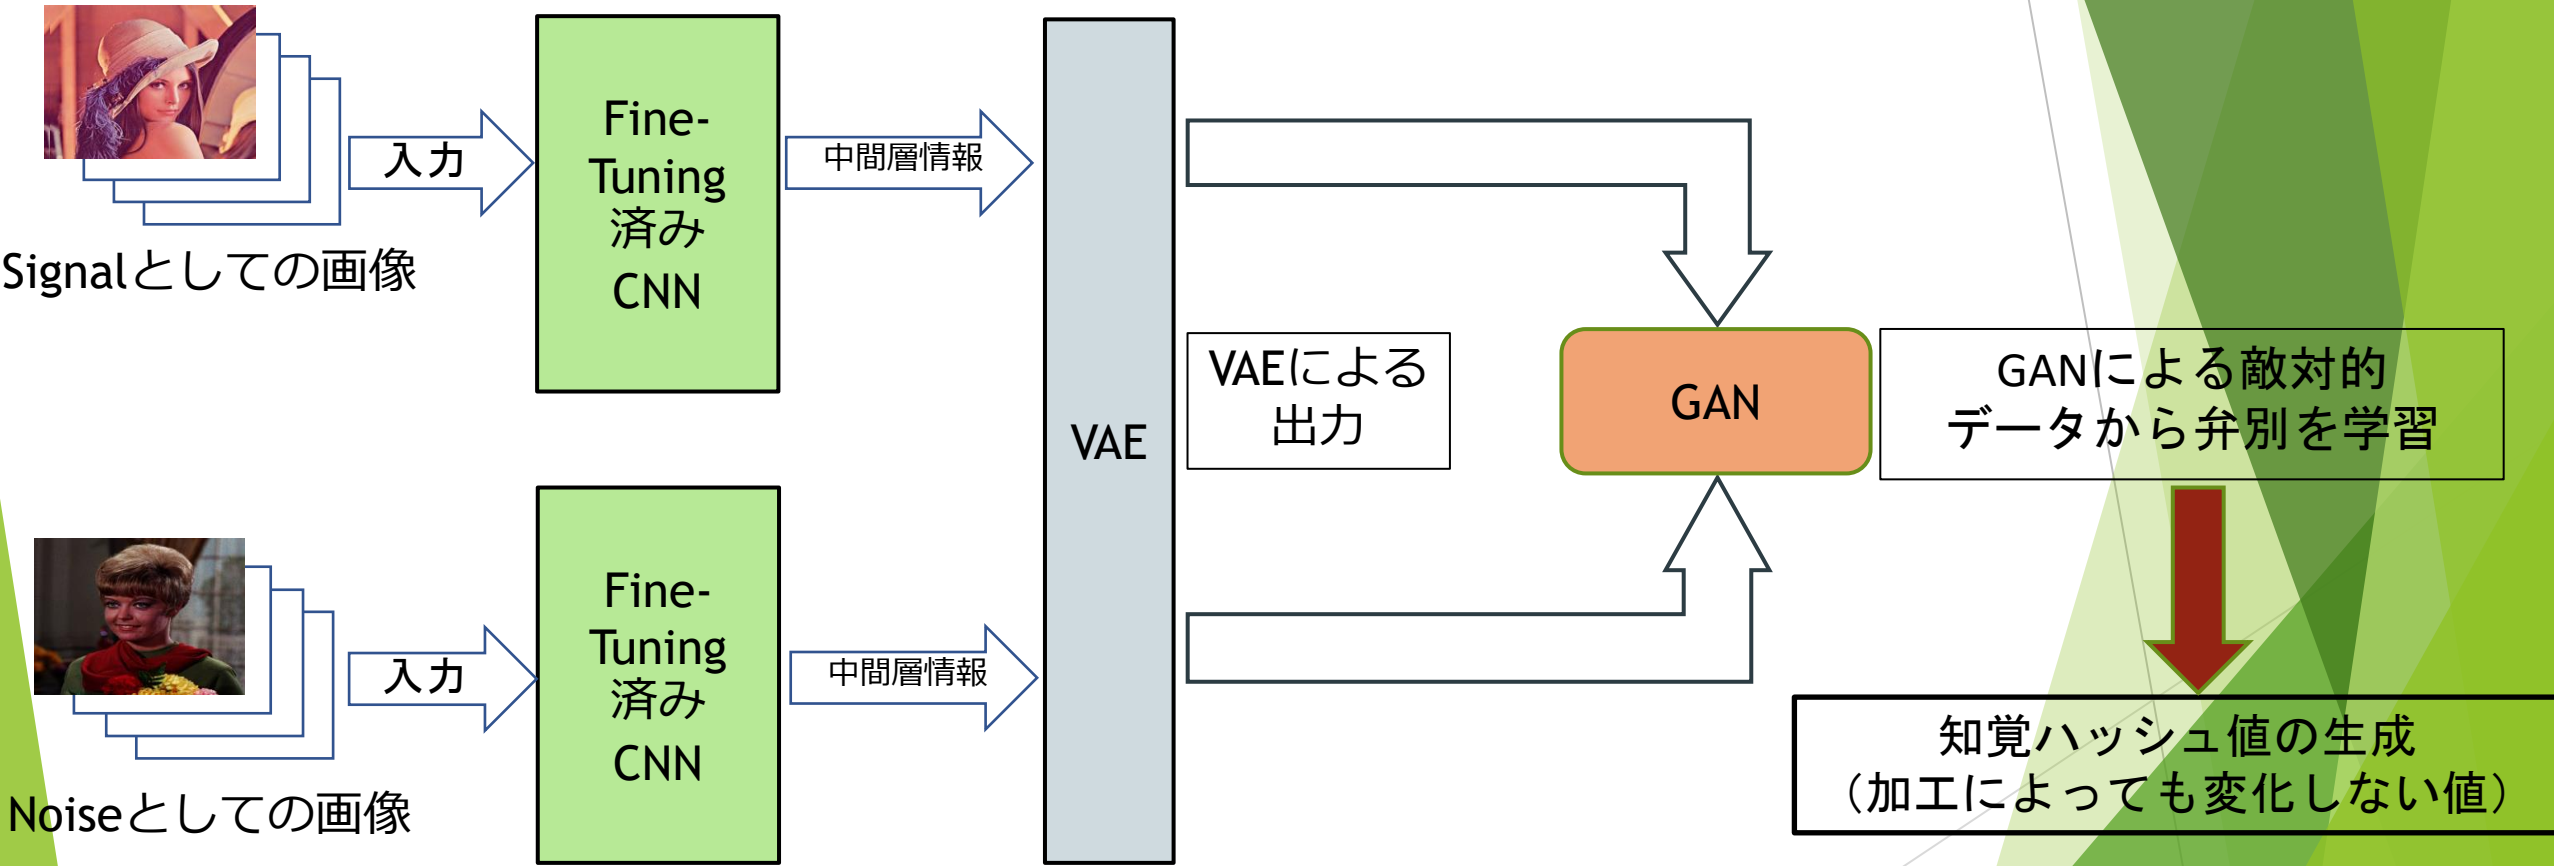 入力
Fine-
Tuning
済み
CNN
中間層情報
Signalとしての画像
VAE
VAEによる
出力
GAN
GANによる敵対的
データから弁別を学習
入力
Fine-
Tuning
済み
CNN
中間層情報
Noiseとしての画像
知覚ハッシュ値の生成
（加工によっても変化しない値）